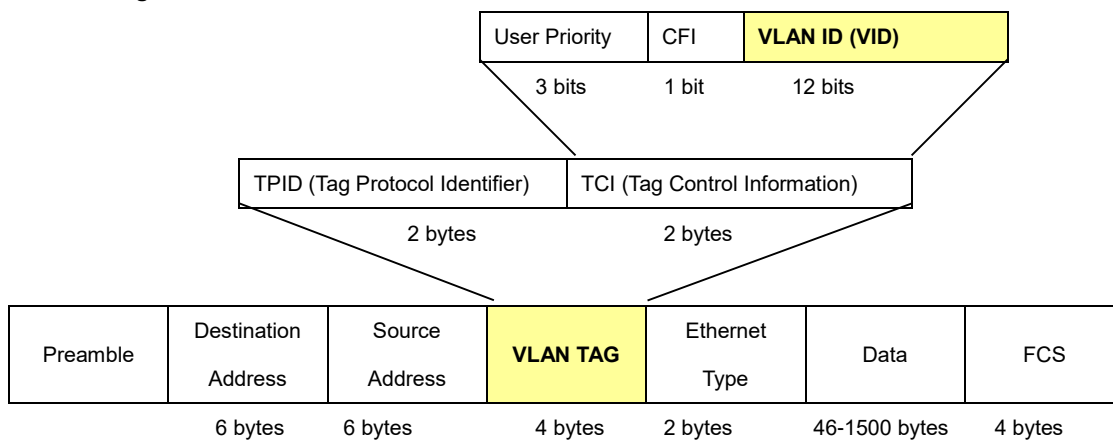 User Priority CFI VLAN ID (VID)
3 bits 1 bit 12 bits
TPID (Tag Protocol Identifier) TCI (Tag Control Information)
2 bytes 2 bytes
Preamble Destination Address Source Address VLAN TAG Ethernet Type Data FCS
6 bytes 6 bytes 4 bytes 2 bytes 46-1500 bytes 4 bytes